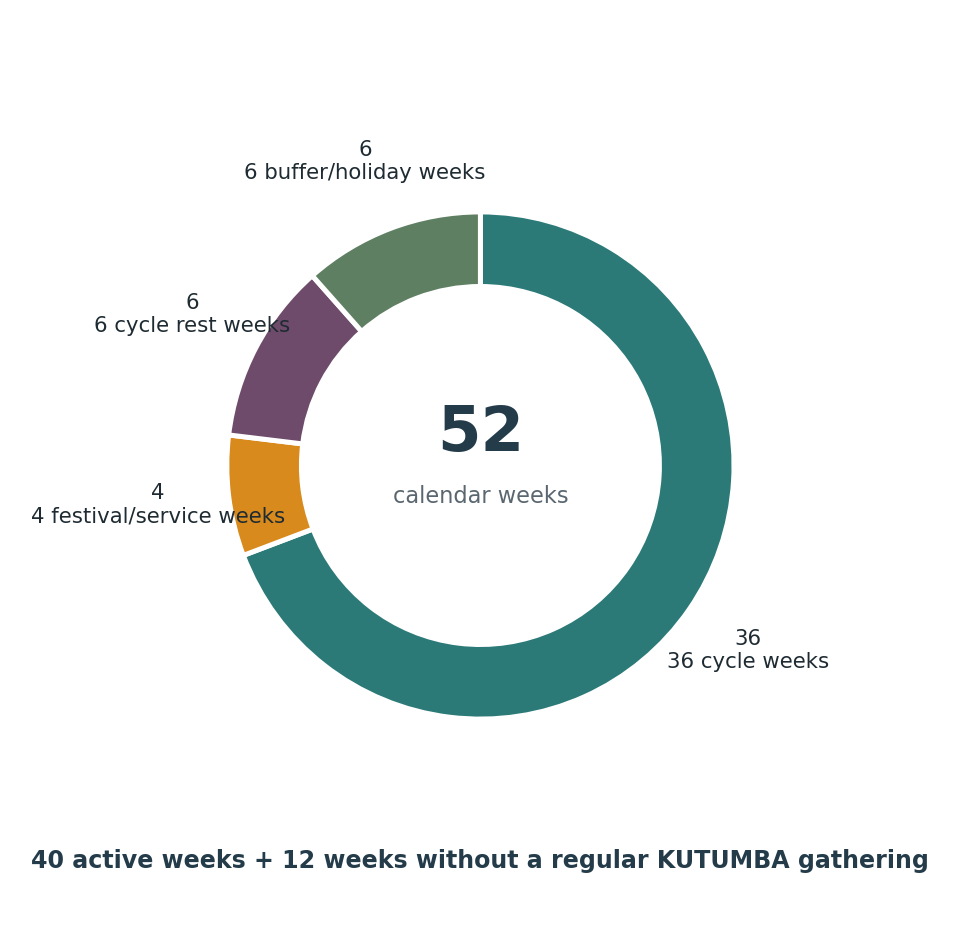 6
6 buffer/holiday weeks
6
6 cycle rest weeks
52
calendar weeks
4
4 festival/service weeks
36
36 cycle weeks
40 active weeks + 12 weeks without a regular KUTUMBA gathering